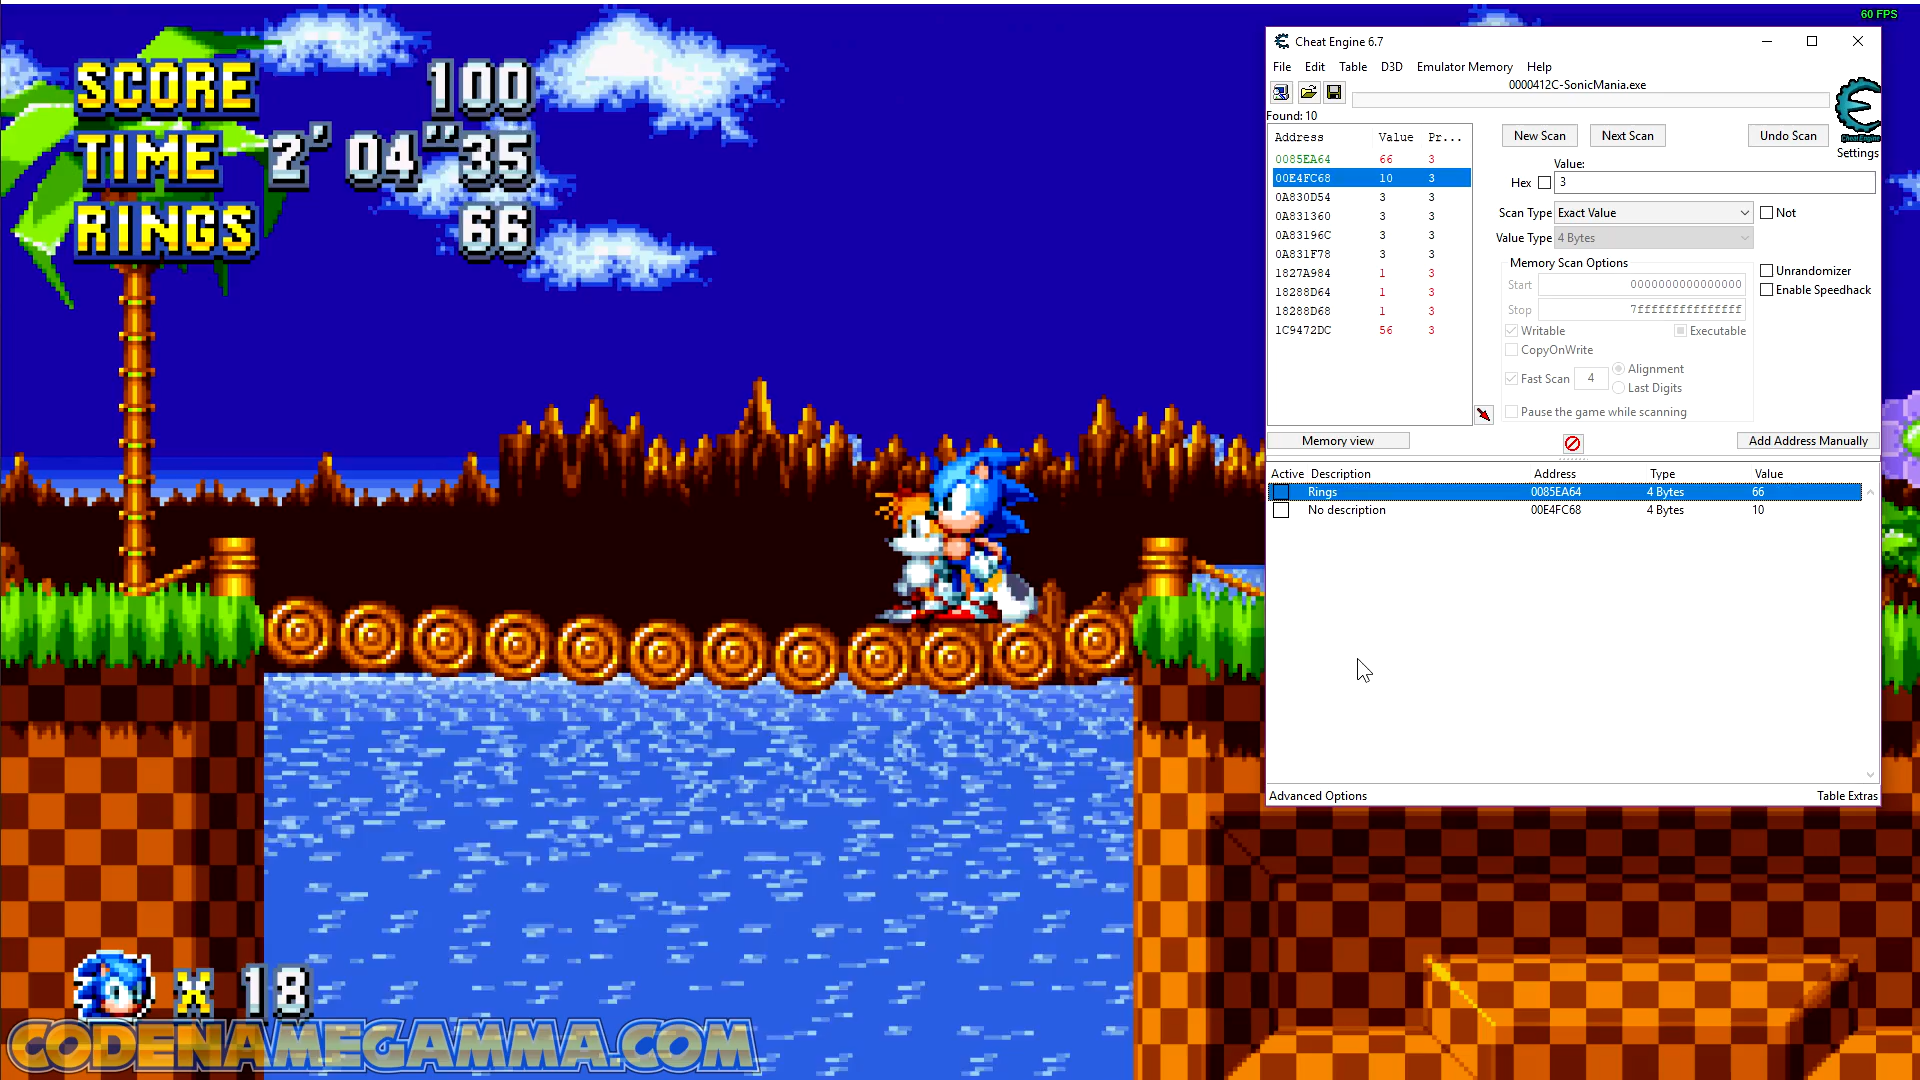 60 FPS
SCORE 100
TIME 2'04"35
RINGS 66
Cheat Engine 6.7
File Edit Table D3D Emulator Memory Help
0000412C-SonicMania.exe
Found: 10
Address Value Pr...
0085EA64 66 3
00E4FC68 10 3
0A830D54 3 3
0A831360 3 3
0A83196C 3 3
0A831F78 3 3
1827A984 1 3
18288D64 1 3
18288D68 1 3
1C9472DC 56 3
New Scan Next Scan Undo Scan
Settings
Value:
Hex 3
Scan Type Exact Value Not
Value Type 4 Bytes
Memory Scan Options
Unrandomizer
Start 0000000000000000
Enable Speedhack
Stop 7fffffffffffffff
Writable Executable
CopyOnWrite
Fast Scan 4 Alignment
Last Digits
Pause the game while scanning
Memory view Add Address Manually
Active Description Address Type Value
Rings 0085EA64 4 Bytes 66
No description 00E4FC68 4 Bytes 10
Advanced Options Table Extras
X 18
CODENAMEGAMMA.COM